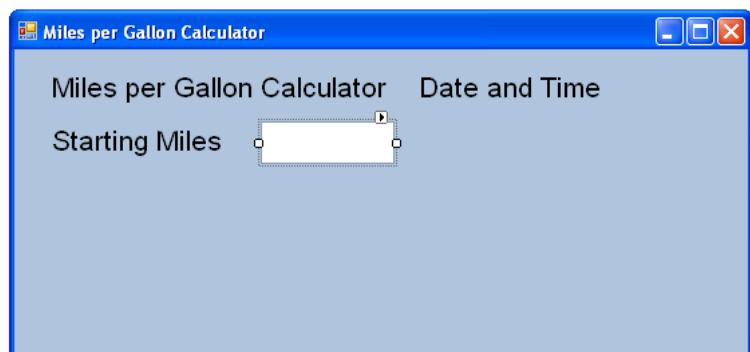 Miles per Gallon Calculator
Miles per Gallon Calculator Date and Time
Starting Miles